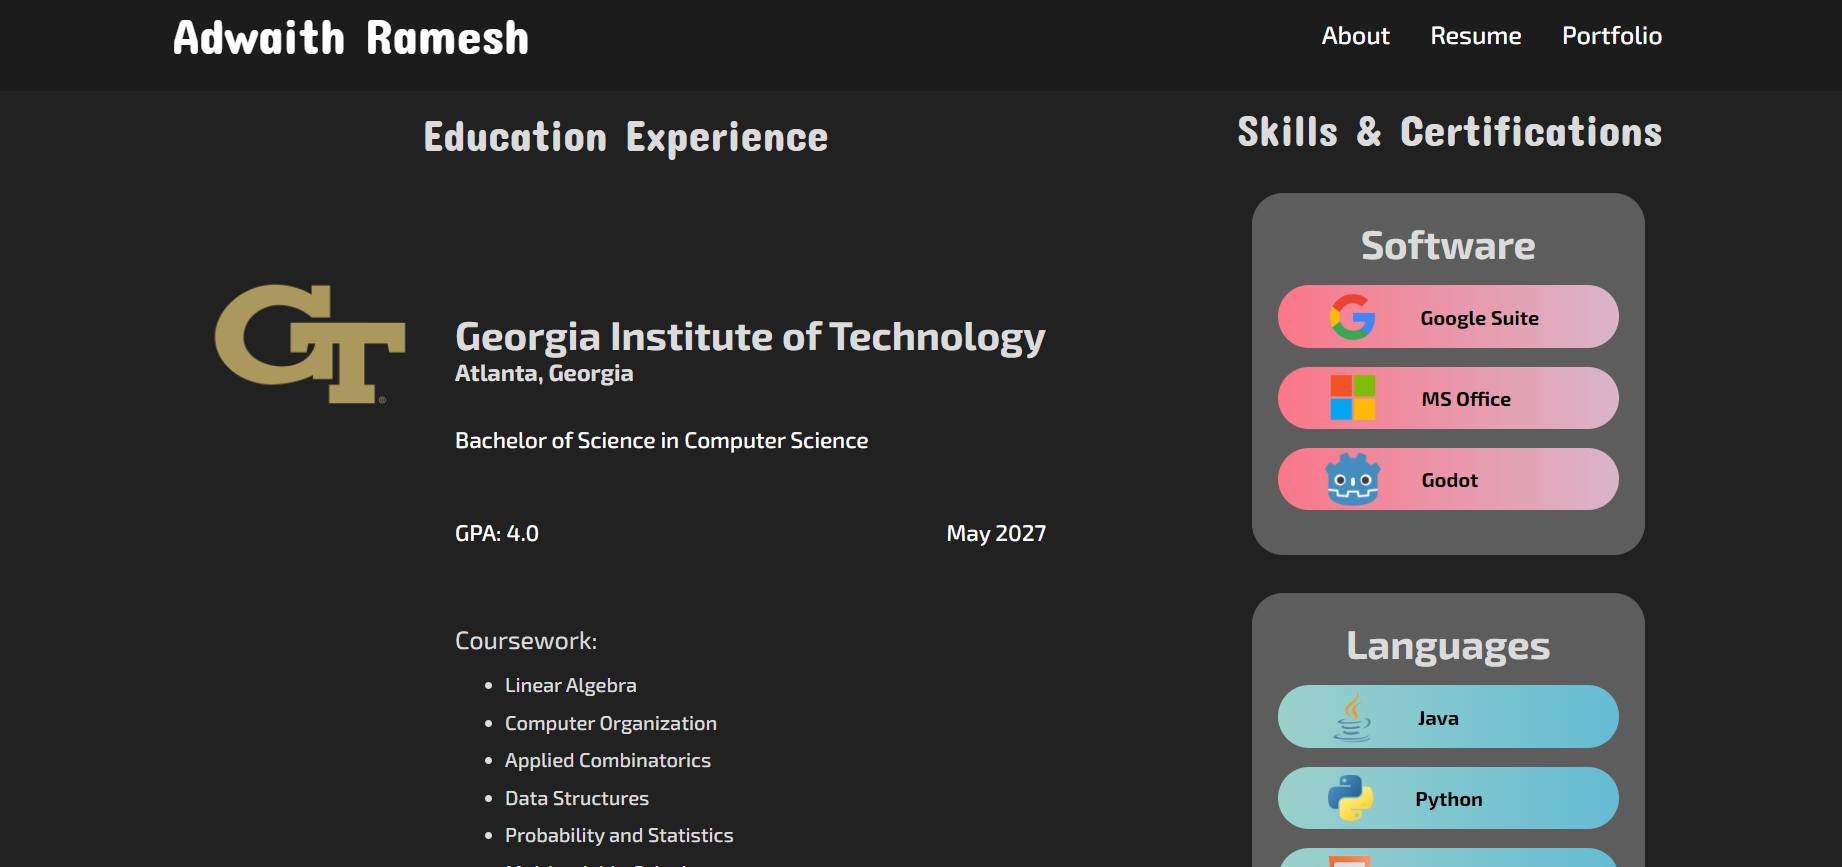 Adwaith Ramesh
About Resume Portfolio
Education Experience
GT
®
Georgia Institute of Technology
Atlanta, Georgia
Bachelor of Science in Computer Science
GPA: 4.0 May 2027
Coursework:
• Linear Algebra
• Computer Organization
• Applied Combinatorics
• Data Structures
• Probability and Statistics
Skills & Certifications
Software
Google Suite
MS Office
Godot
Languages
Java
Python